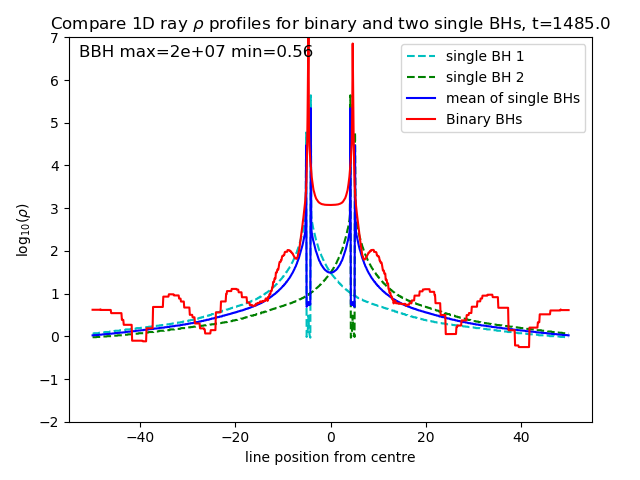 Compare 1D ray ρ profiles for binary and two single BHs, t=1485.0
BBH max=2e+07 min=0.56
single BH 1
single BH 2
mean of single BHs
Binary BHs
log₁₀(ρ)
7
6
5
4
3
2
1
0
−1
−2
−40
−20
0
20
40
line position from centre